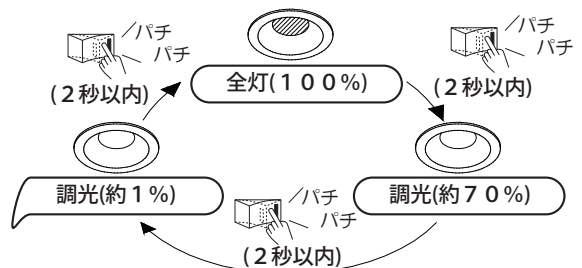 パチ
パチ
(２秒以内)
全灯(１００％)
パチ
パチ
(２秒以内)
調光(約１％)
パチ
パチ
(２秒以内)
調光(約７０％)